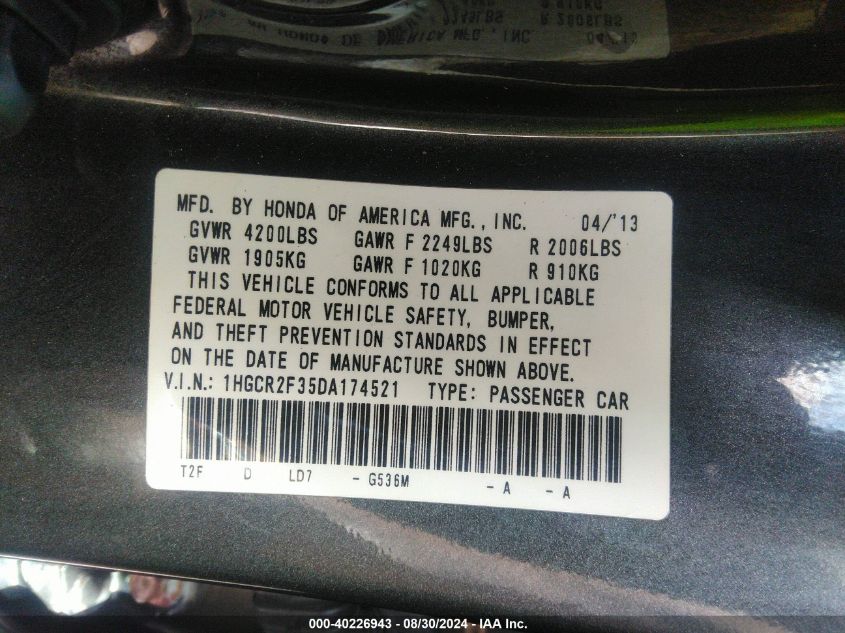 MFD. BY HONDA OF AMERICA MFG., INC. 04/'13
GVWR 4200LBS GAWR F 2249LBS R 2006LBS
GVWR 1905KG GAWR F 1020KG R 910KG
THIS VEHICLE CONFORMS TO ALL APPLICABLE
FEDERAL MOTOR VEHICLE SAFETY, BUMPER,
AND THEFT PREVENTION STANDARDS IN EFFECT
ON THE DATE OF MANUFACTURE SHOWN ABOVE.
V.I.N.: 1HGCR2F35DA174521 TYPE: PASSENGER CAR
T2F D LD7 - G536M - A - A
000-40226943 - 08/30/2024 - IAA Inc.